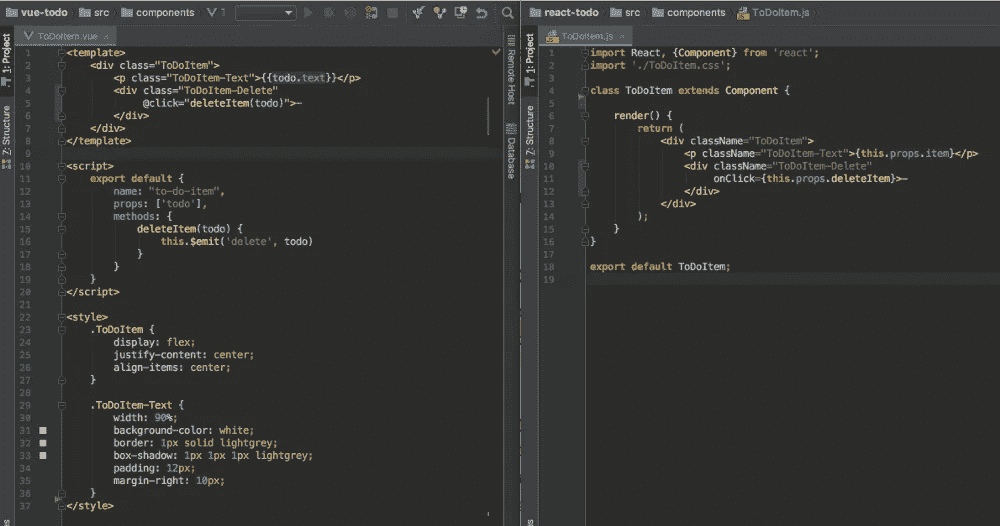 vue-todo src components 1
ToDoItem.vue
1: Project
7: Structure
1 <template>
2 <div class="ToDoItem">
3 <p class="ToDoItem-Text">{{todo.text}}</p>
4 <div class="ToDoItem-Delete"
5 @click="deleteItem(todo)">-
6 </div>
7 </div>
8 </template>
9
10 <script>
11 export default {
12 name: "to-do-item",
13 props: ['todo'],
14 methods: {
15 deleteItem(todo) {
16 this.$emit('delete', todo)
17 }
18 }
19 }
20 </script>
21
22 <style>
23 .ToDoItem {
24 display: flex;
25 justify-content: center;
26 align-items: center;
27 }
28
29 .ToDoItem-Text {
30 width: 90%;
31 background-color: white;
32 border: 1px solid lightgrey;
33 box-shadow: 1px 1px 1px lightgrey;
34 padding: 12px;
35 margin-right: 10px;
36 }
37 </style>
Remote Host
Database
react-todo src components ToDoItem.js
ToDoItem.js
1: Project
7: Structure
1 import React, {Component} from 'react';
2 import './ToDoItem.css';
3
4 class ToDoItem extends Component {
5
6 render() {
7 return (
8 <div className="ToDoItem">
9 <p className="ToDoItem-Text">{this.props.item}</p>
10 <div className="ToDoItem-Delete"
11 onClick={this.props.deleteItem}>-
12 </div>
13 </div>
14 );
15 }
16 }
17
18 export default ToDoItem;
19